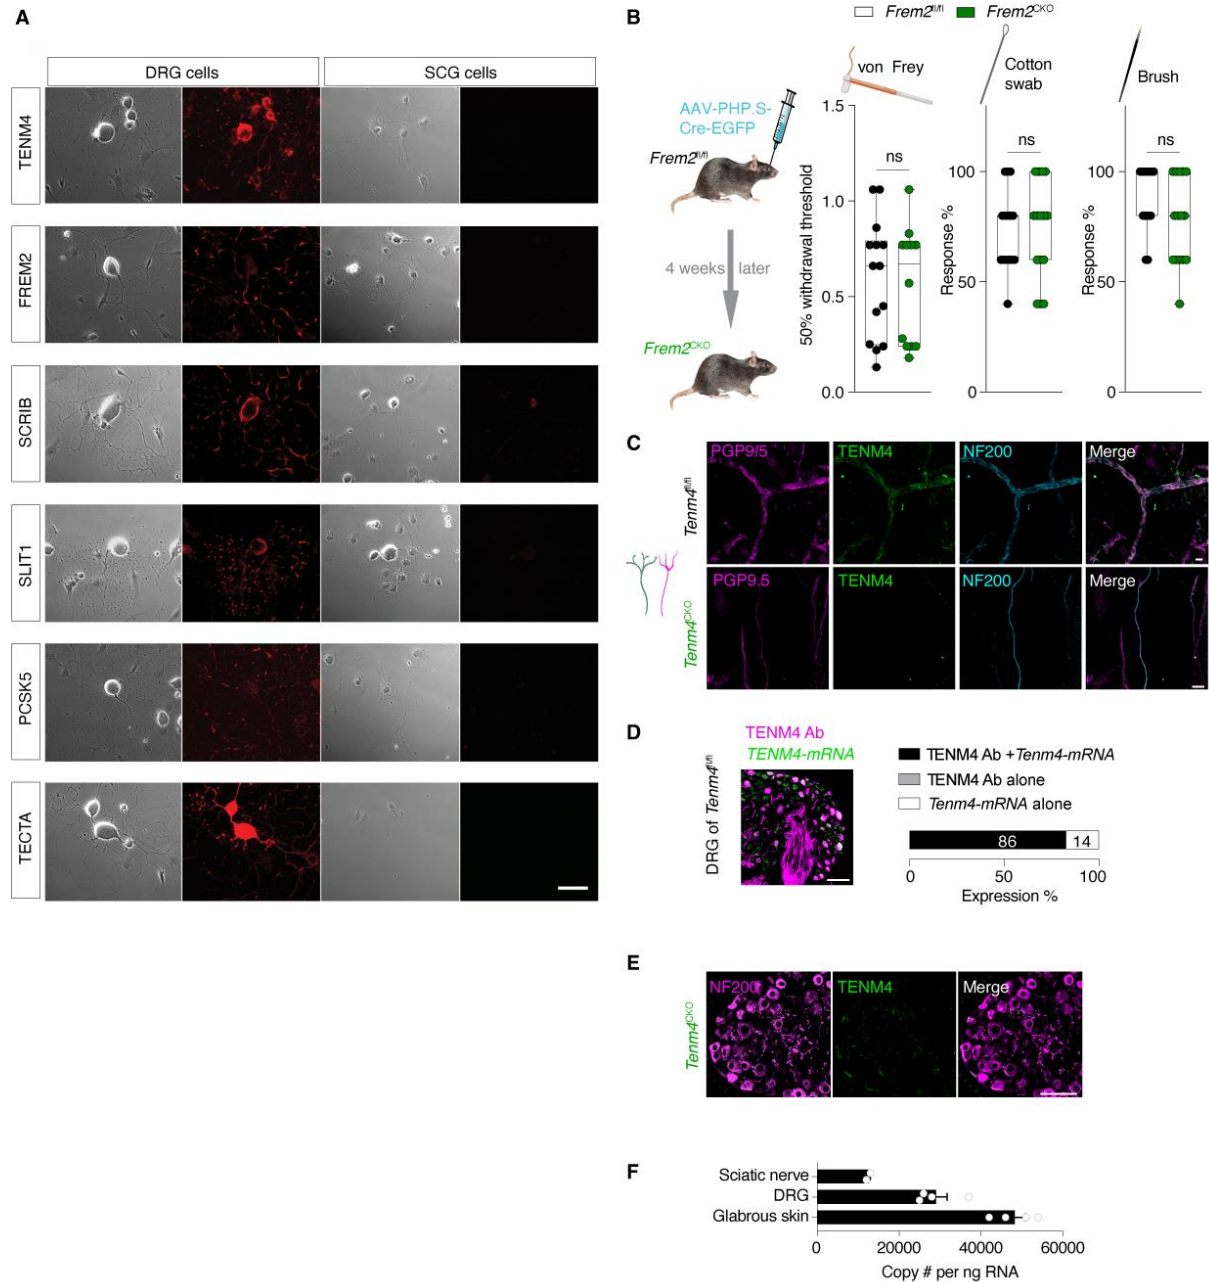 A
DRG cells
SCG cells
TENM4
FREM2
SCRIB
SLIT1
PCSK5
TECTA
B
Frem2fl/fl
Frem2CKO
von Frey
Cotton
swab
Brush
AAV-PHP.S-
Cre-EGFP
Frem2fl/fl
4 weeks later
Frem2CKO
50% withdrawal threshold
1.5
1.0
0.5
0.0
ns
Response %
100
50
0
ns
Response %
100
50
0
ns
C
Tenm4fl/fl
PGP9.5
TENM4
NF200
Merge
Tenm4CKO
PGP9.5
TENM4
NF200
Merge
D
TENM4 Ab
TENM4-mRNA
DRG of Tenm4fl/fl
TENM4 Ab +Tenm4-mRNA
TENM4 Ab alone
Tenm4-mRNA alone
86 14
0 50 100
Expression %
E
Tenm4CKO
NF200
TENM4
Merge
F
Sciatic nerve
DRG
Glabrous skin
0 20000 40000 60000
Copy # per ng RNA